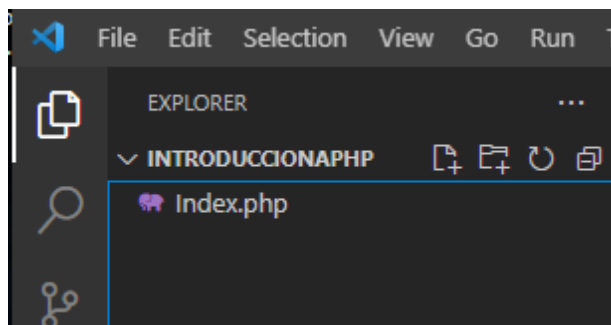 File Edit Selection View Go Run
EXPLORER
INTRODUCCIONAPHP
Index.php